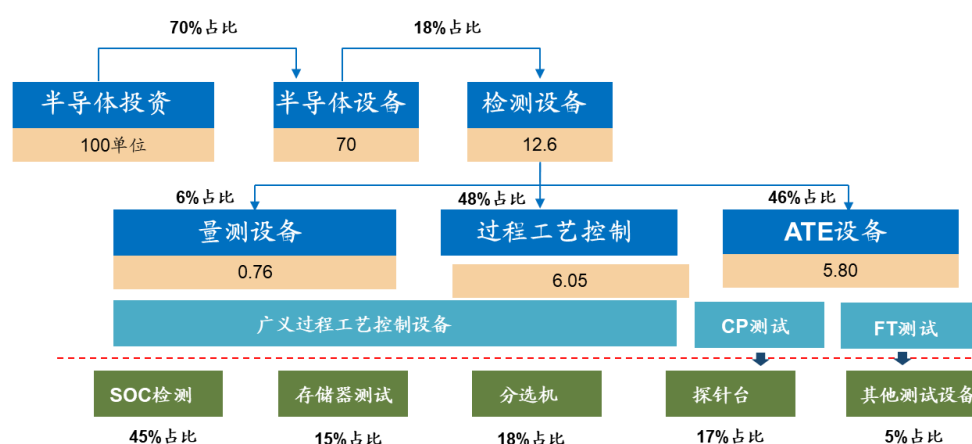 70%占比
18%占比
半导体投资
半导体设备
检测设备
100单位
70
12.6
6%占比
48%占比
46%占比
量测设备
过程工艺控制
ATE设备
0.76
6.05
5.80
广义过程工艺控制设备
CP测试
FT测试
SOC检测
存储器测试
分选机
探针台
其他测试设备
45%占比
15%占比
18%占比
17%占比
5%占比